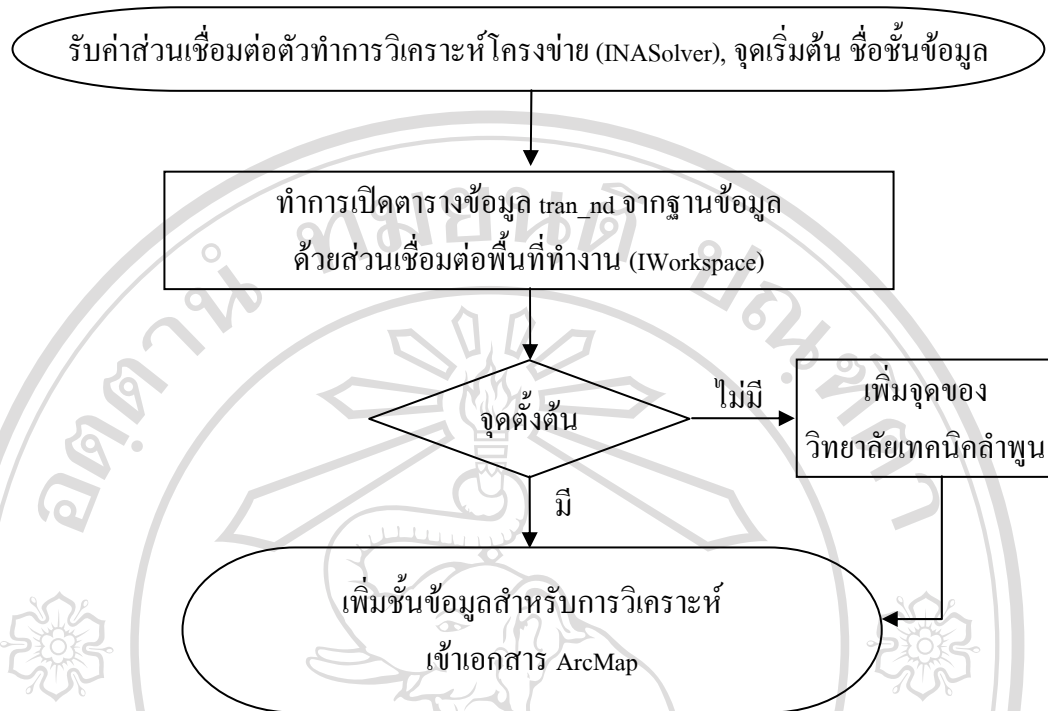 รับค่าส่วนเชื่อมต่อตัวทำการวิเคราะห์โครงข่าย (INASolver), จุดเริ่มต้น ชื่อชั้นข้อมูล
ทำการเปิดตารางข้อมูล tran_nd จากฐานข้อมูล
ด้วยส่วนเชื่อมต่อพื้นที่ทำงาน (IWorkspace)
จุดตั้งต้น
ไม่มี
เพิ่มจุดของ
วิทยาลัยเทคนิคลำพูน
มี
เพิ่มชั้นข้อมูลสำหรับการวิเคราะห์
เข้าเอกสาร ArcMap